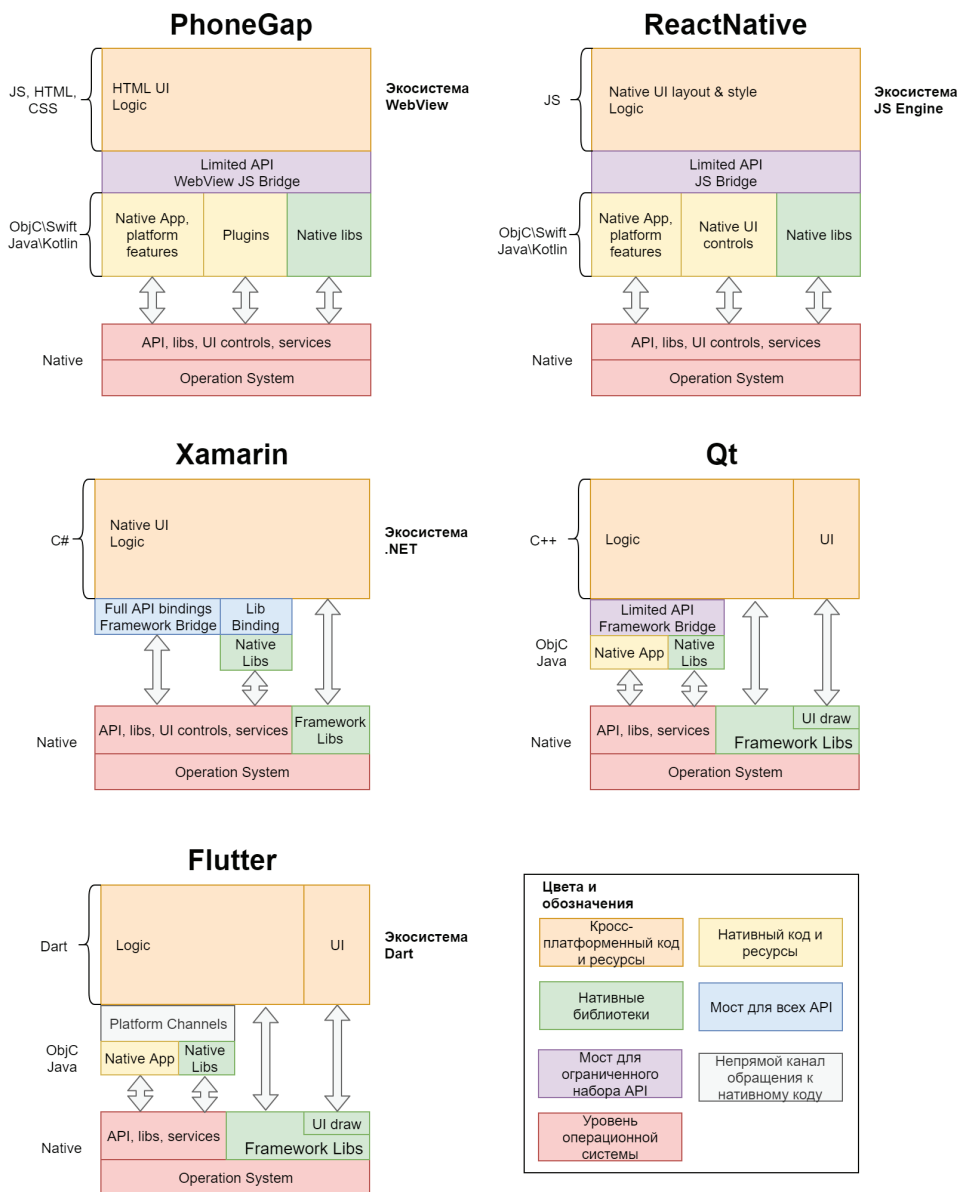 PhoneGap
JS, HTML,
CSS
HTML UI
Logic
Экосистема
WebView
Limited API
WebView JS Bridge
ObjC\Swift
Java\Kotlin
Native App,
platform
features
Plugins
Native libs
API, libs, UI controls, services
Native
Operation System
ReactNative
JS
Native UI layout & style
Logic
Экосистема
JS Engine
Limited API
JS Bridge
ObjC\Swift
Java\Kotlin
Native App,
platform
features
Native UI
controls
Native libs
API, libs, UI controls, services
Native
Operation System
Xamarin
C#
Native UI
Logic
Экосистема
.NET
Full API bindings
Framework Bridge
Lib
Binding
Native
Libs
API, libs, UI controls, services
Framework
Libs
Native
Operation System
Qt
C++
Logic
UI
Limited API
Framework Bridge
ObjC
Java
Native App
Native
Libs
API, libs, services
UI draw
Framework Libs
Native
Operation System
Flutter
Dart
Logic
UI
Экосистема
Dart
Platform Channels
ObjC
Java
Native App
Native
Libs
API, libs, services
UI draw
Framework Libs
Native
Operation System
Цвета и
обозначения
Кросс-
платформенный код
и ресурсы
Нативный код и
ресурсы
Нативные
библиотеки
Мост для всех API
Мост для
ограниченного
набора API
Непрямой канал
обращения к
нативному коду
Уровень
операционной
системы